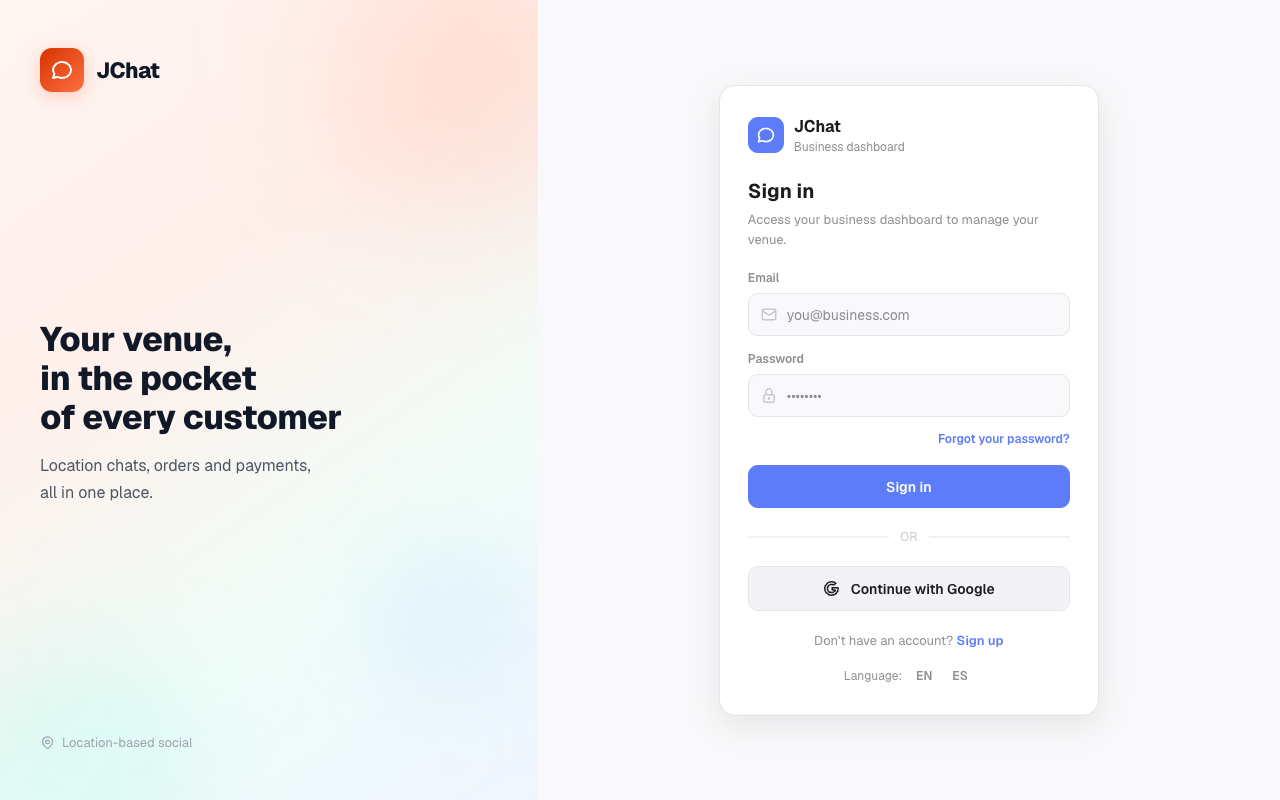 JChat
Your venue,
in the pocket
of every customer
Location chats, orders and payments,
all in one place.
Location-based social
JChat
Business dashboard
Sign in
Access your business dashboard to manage your
venue.
Email
you@business.com
Password
••••••••
Forgot your password?
Sign in
OR
Continue with Google
Don't have an account? Sign up
Language: EN ES